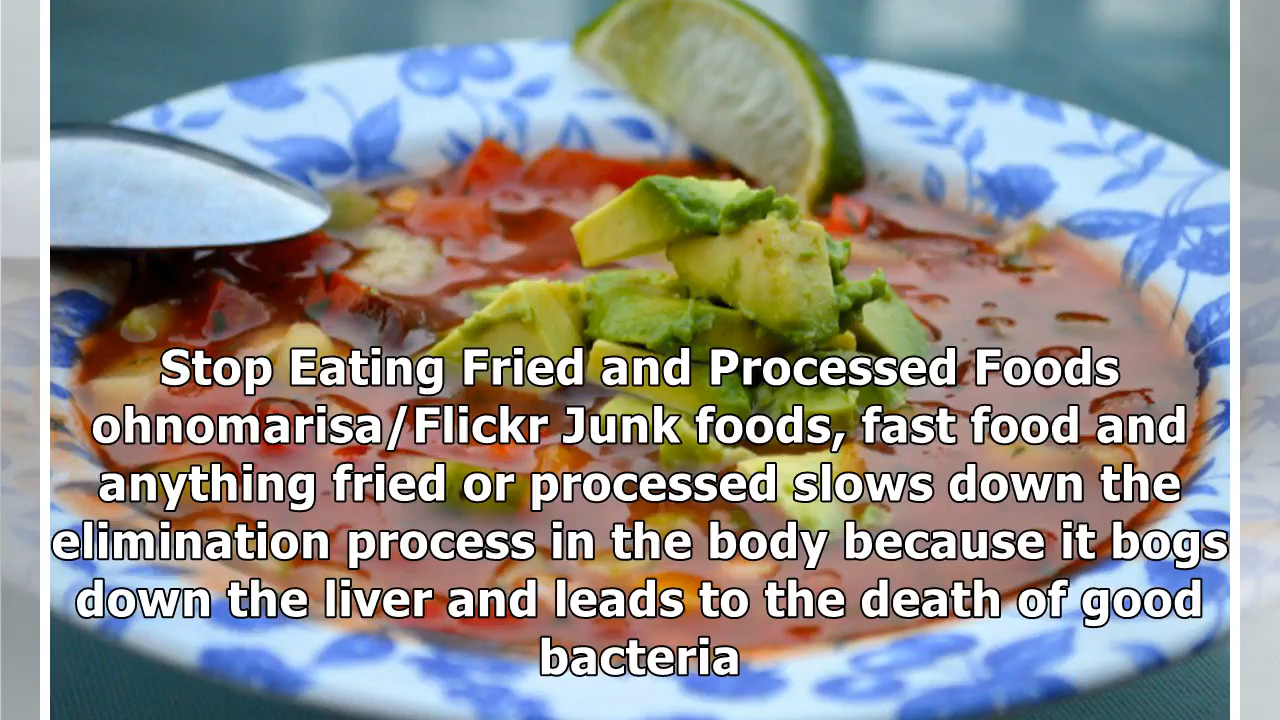 Stop Eating Fried and Processed Foods
ohnomarisa/Flickr Junk foods, fast food and
anything fried or processed slows down the
elimination process in the body because it bogs
down the liver and leads to the death of good
bacteria